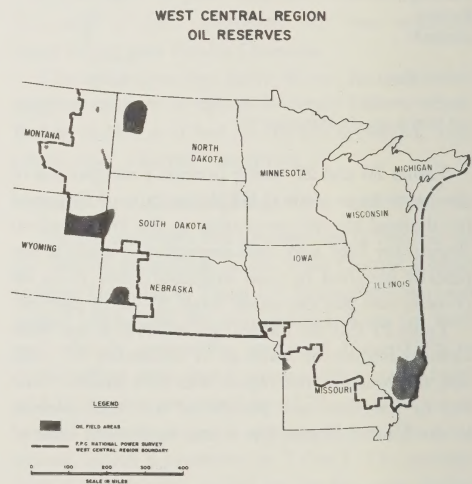 WEST CENTRAL REGION
OIL RESERVES
MONTANA
NORTH
DAKOTA
MINNESOTA
MICHIGAN
WISCONSIN
SOUTH DAKOTA
WYOMING
IOWA
NEBRASKA
ILLINOIS
MISSOURI
LEGEND
OIL FIELD AREAS
F.P.C. NATIONAL POWER SURVEY
WEST CENTRAL REGION BOUNDARY
0 100 200 300 400
SCALE IN MILES